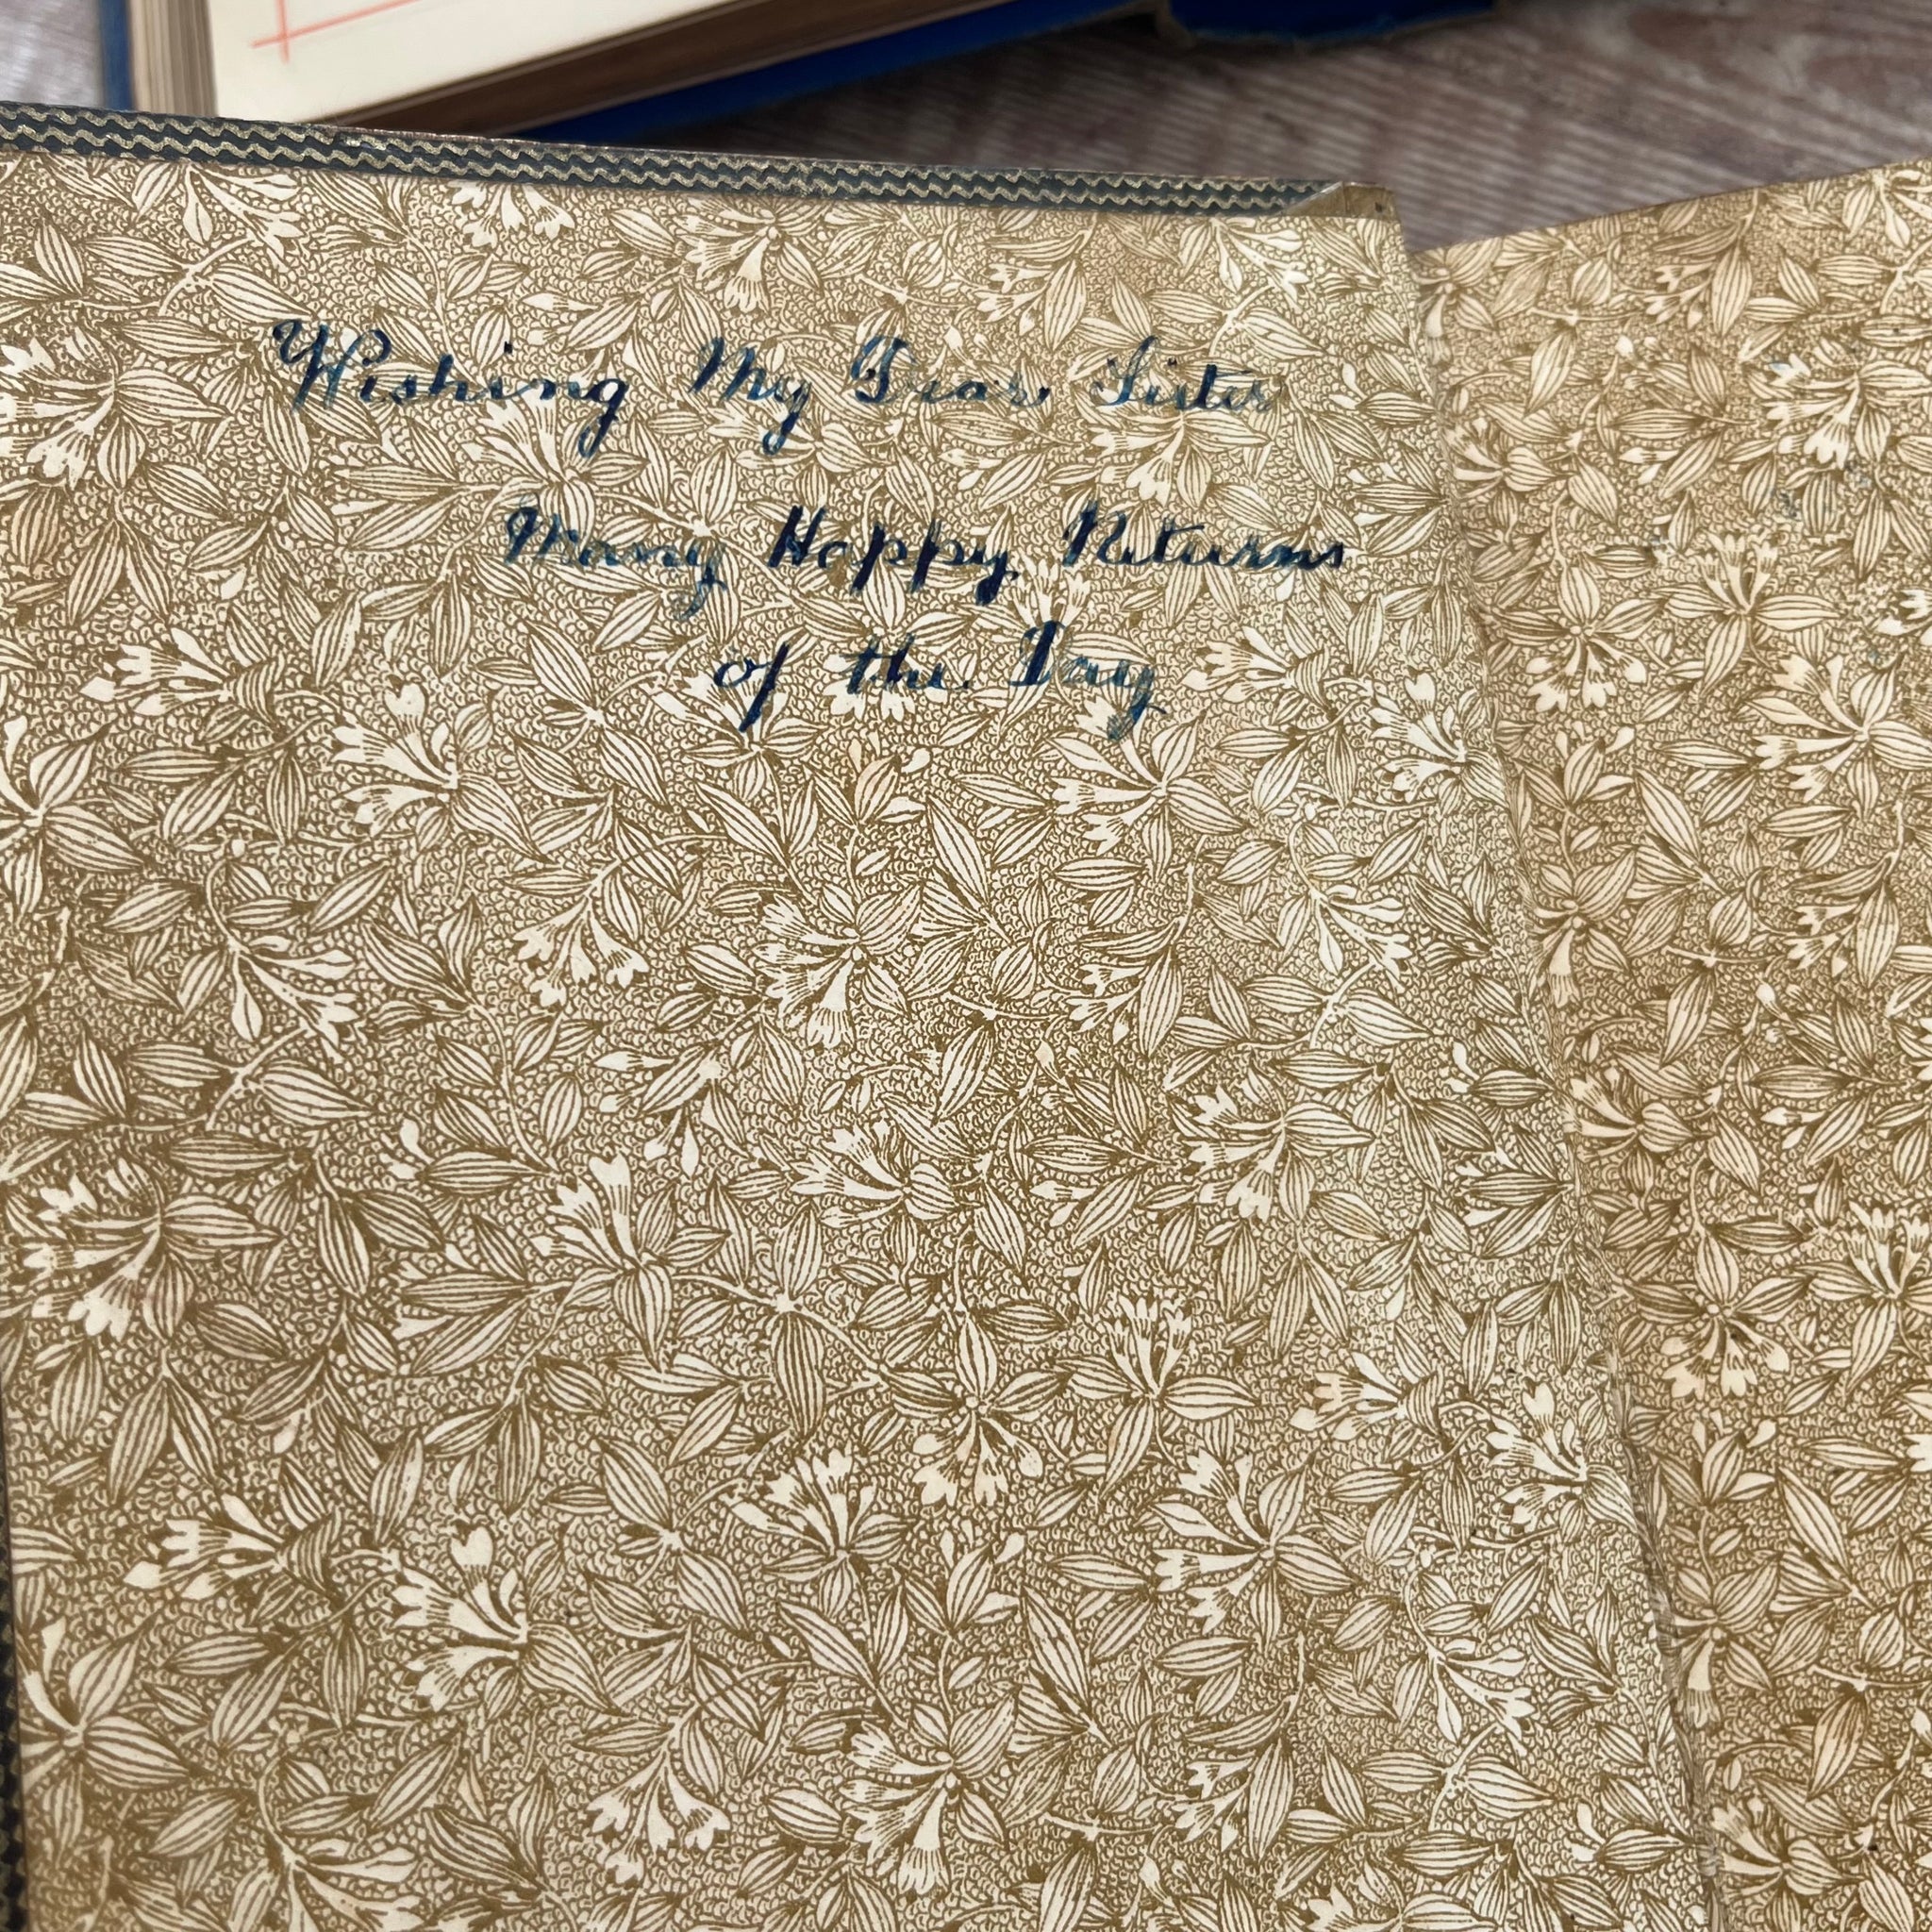 Wishing My Dear Sister
Many Happy Returns
of the Day